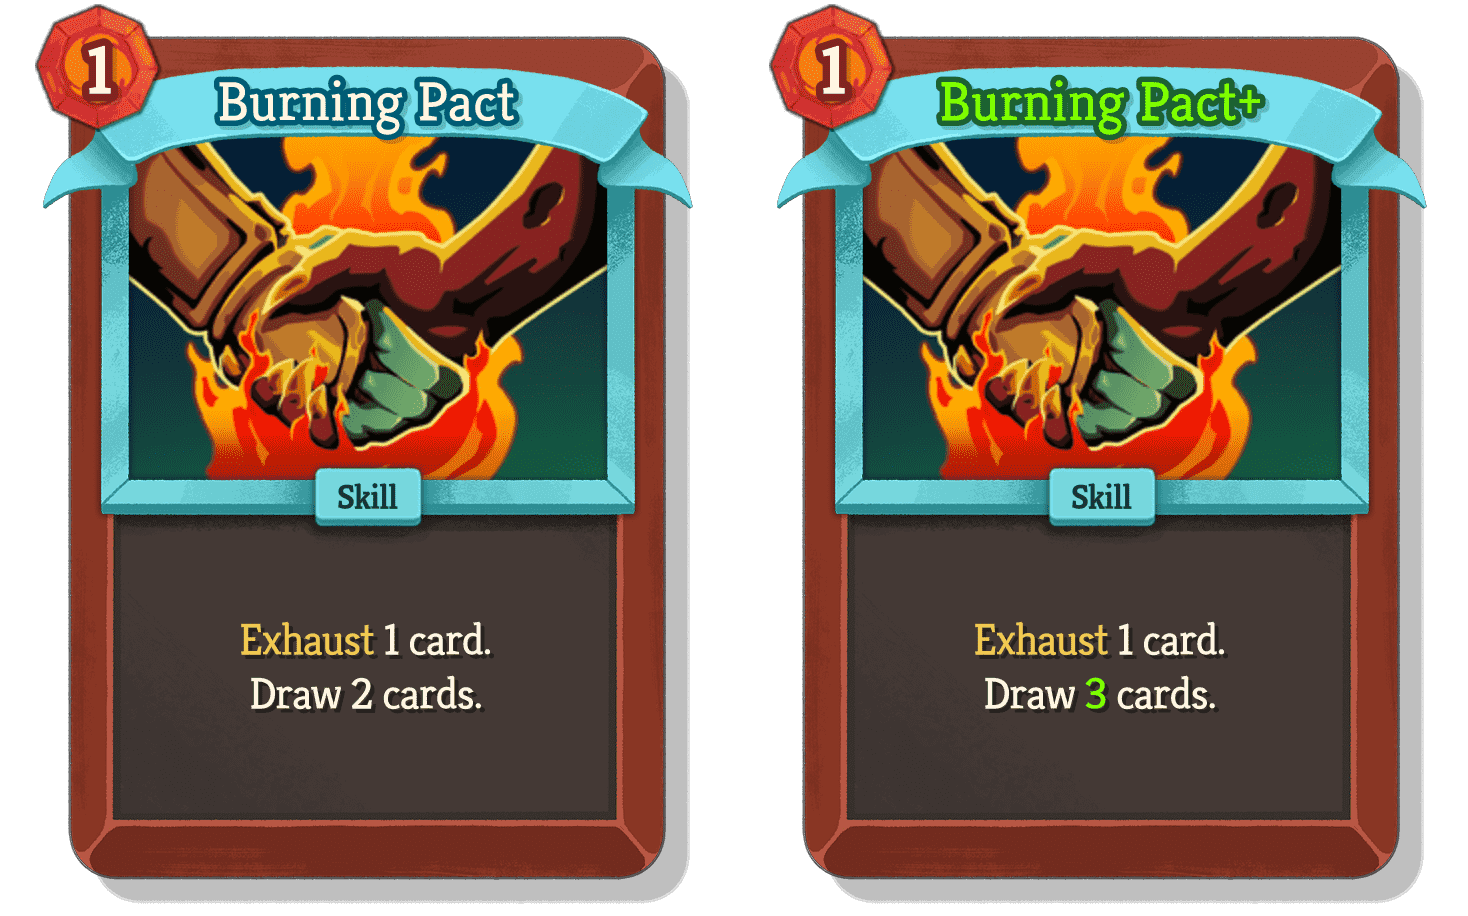 1
Burning Pact
Skill
Exhaust 1 card.
Draw 2 cards.
1
Burning Pact+
Skill
Exhaust 1 card.
Draw 3 cards.